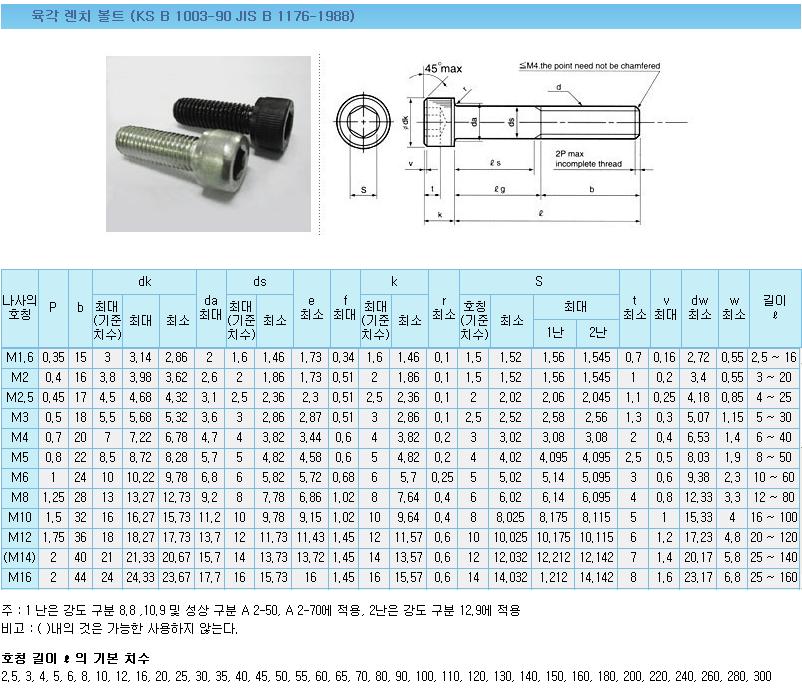 육각 렌치 볼트 (KS B 1003-90 JIS B 1176-1988)
45°max
≤M4.the point need not be chamfered
r
d
φdk
da
ds
v
ℓs
2P max
incomplete thread
S
t
ℓg
b
k
ℓ
나사의 호칭 P b dk da 최대 ds e 최소 f 최대 k r 최소 S t 최소 v 최대 dw 최소 w 최소 길이 ℓ
최대 (기준 치수) 최대 최소 최대 (기준 치수) 최소 최대 (기준 치수) 최소 호칭 (기준 치수) 최소 최대
1난 2난
M1,6 0,35 15 3 3,14 2,86 2 1,6 1,46 1,73 0,34 1,6 1,46 0,1 1,5 1,52 1,56 1,545 0,7 0,16 2,72 0,55 2,5 ~ 16
M2 0,4 16 3,8 3,98 3,62 2,6 2 1,86 1,73 0,51 2 1,86 0,1 1,5 1,52 1,56 1,545 1 0,2 3,4 0,55 3 ~ 20
M2,5 0,45 17 4,5 4,68 4,32 3,1 2,5 2,36 2,3 0,51 2,5 2,36 0,1 2 2,02 2,06 2,045 1,1 0,25 4,18 0,85 4 ~ 25
M3 0,5 18 5,5 5,68 5,32 3,6 3 2,86 2,87 0,51 3 2,86 0,1 2,5 2,52 2,58 2,56 1,3 0,3 5,07 1,15 5 ~ 30
M4 0,7 20 7 7,22 6,78 4,7 4 3,82 3,44 0,6 4 3,82 0,2 3 3,02 3,08 3,08 2 0,4 6,53 1,4 6 ~ 40
M5 0,8 22 8,5 8,72 8,28 5,7 5 4,82 4,58 0,6 5 4,82 0,2 4 4,02 4,095 4,095 2,5 0,5 8,03 1,9 8 ~ 50
M6 1 24 10 10,22 9,78 6,8 6 5,82 5,72 0,68 6 5,7 0,25 5 5,02 5,14 5,095 3 0,6 9,38 2,3 10 ~ 60
M8 1,25 28 13 13,27 12,73 9,2 8 7,78 6,86 1,02 8 7,64 0,4 6 6,02 6,14 6,095 4 0,8 12,33 3,3 12 ~ 80
M10 1,5 32 16 16,27 15,73 11,2 10 9,78 9,15 1,02 10 9,64 0,4 8 8,025 8,175 8,115 5 1 15,33 4 16 ~ 100
M12 1,75 36 18 18,27 17,73 13,7 12 11,73 11,43 1,45 12 11,57 0,6 10 10,025 10,175 10,115 6 1,2 17,23 4,8 20 ~ 120
(M14) 2 40 21 21,33 20,67 15,7 14 13,73 13,72 1,45 14 13,57 0,6 12 12,032 12,212 12,142 7 1,4 20,17 5,8 25 ~ 140
M16 2 44 24 24,33 23,67 17,7 16 15,73 16 1,45 16 15,57 0,6 14 14,032 1,212 14,142 8 1,6 23,17 6,8 25 ~ 160
주 : 1 난은 강도 구분 8,8 ,10,9 및 성상 구분 A 2-50, A 2-70에 적용, 2난은 강도 구분 12,9에 적용
비고 : ( )내의 것은 가능한 사용하지 않는다.
호칭 길이 ℓ 의 기본 치수
2,5, 3, 4, 5, 6, 8, 10, 12, 16, 20, 25, 30, 35, 40, 45, 50, 55, 60, 65, 70, 80, 90, 100, 110, 120, 130, 140, 150, 160, 180, 200, 220, 240, 260, 280, 300